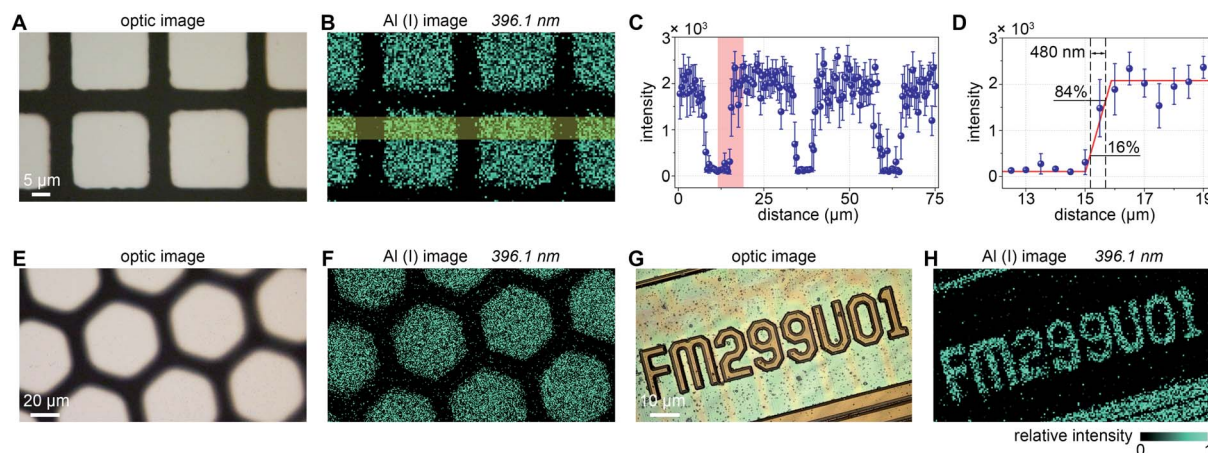 A optic image
5 µm
B Al (I) image 396.1 nm
C × 10³
3
2
1
0
intensity
0 25 50 75
distance (µm)
D × 10³
3
2
1
0
intensity
480 nm
84%
16%
13 15 17 19
distance (µm)
E optic image
20 µm
F Al (I) image 396.1 nm
G optic image
FM299U01
10 µm
H Al (I) image 396.1 nm
FM299U01
relative intensity
0 1